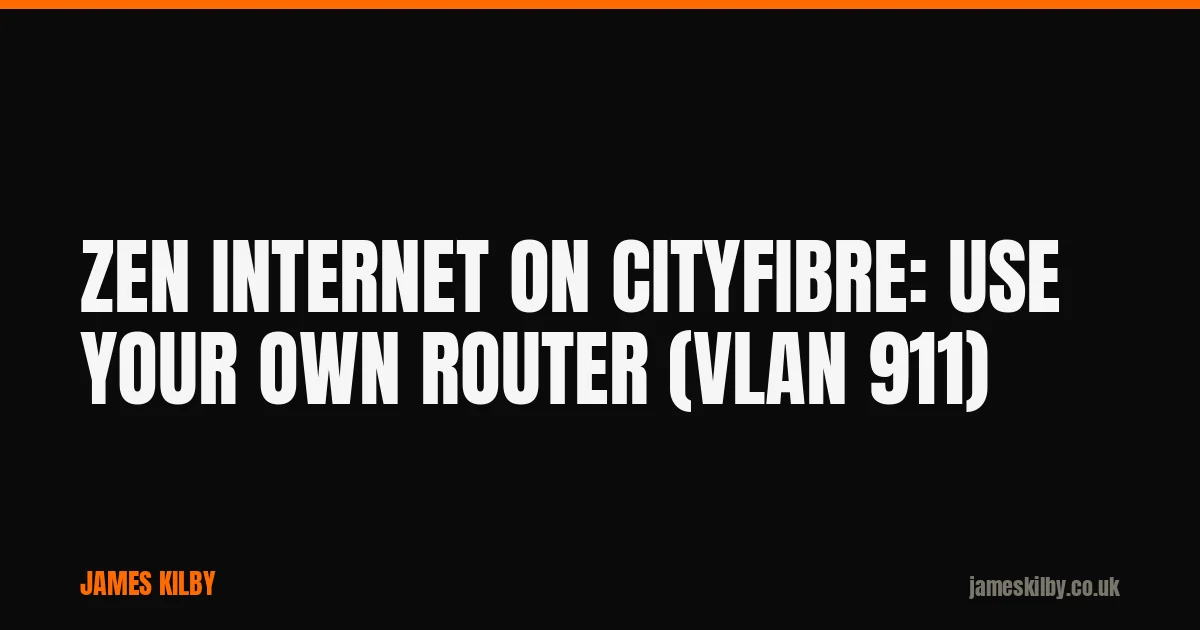 ZEN INTERNET ON CITYFIBRE: USE
YOUR OWN ROUTER (VLAN 911)
JAMES KILBY
jameskilby.co.uk